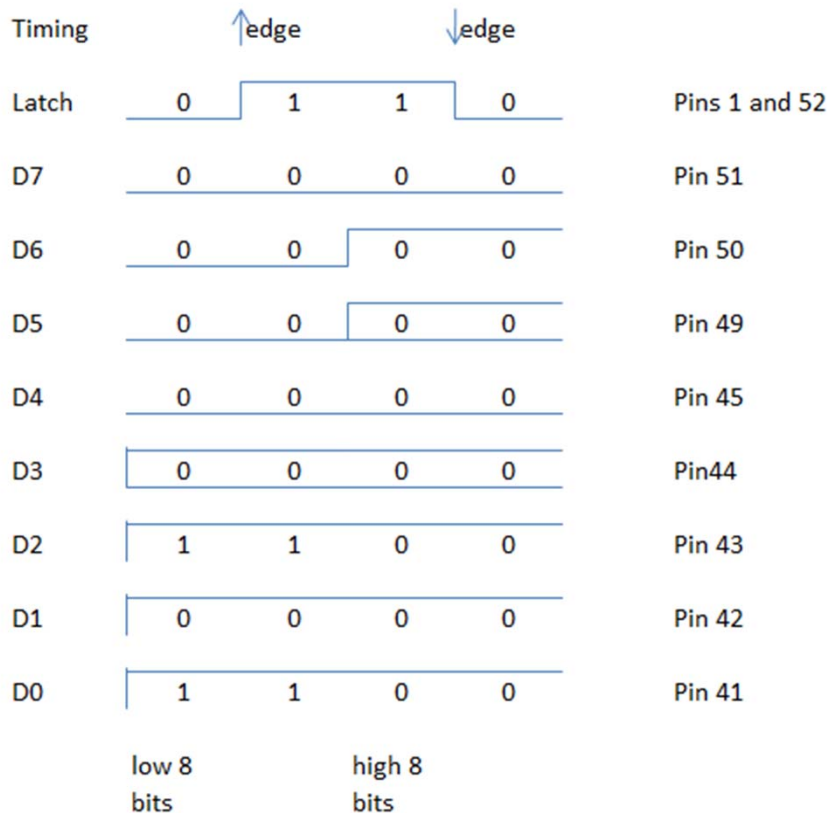 Timing edge edge
Latch 0 1 1 0 Pins 1 and 52
D7 0 0 0 0 Pin 51
D6 0 0 0 0 Pin 50
D5 0 0 0 0 Pin 49
D4 0 0 0 0 Pin 45
D3 0 0 0 0 Pin44
D2 1 1 0 0 Pin 43
D1 0 0 0 0 Pin 42
D0 1 1 0 0 Pin 41
low 8 high 8
bits bits